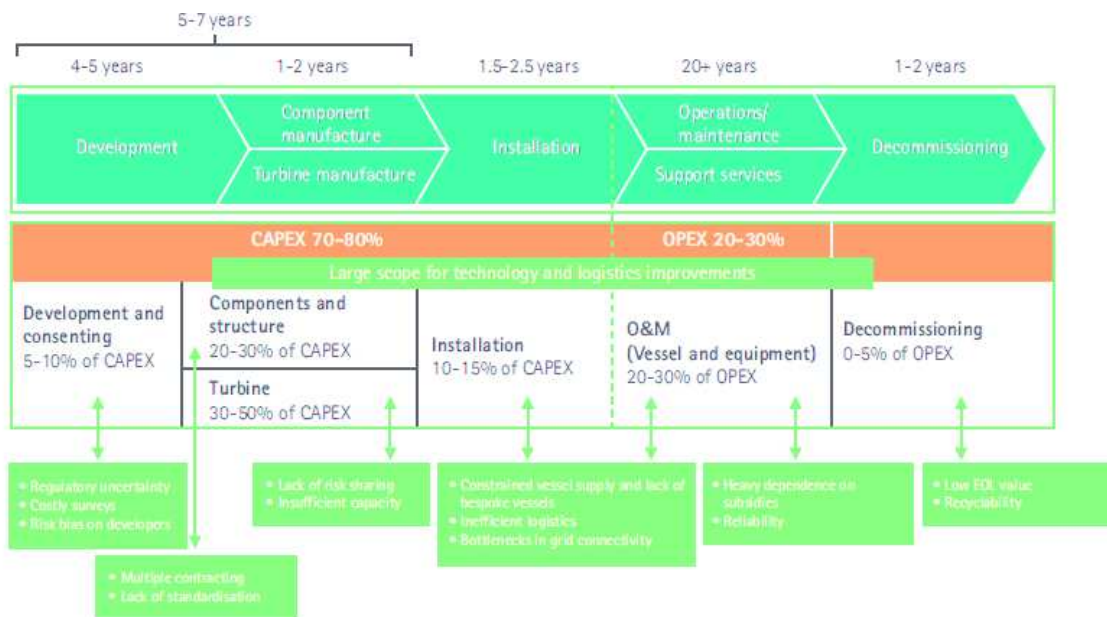 5-7 years
4-5 years
1-2 years
1.5-2.5 years
20+ years
1-2 years
Development
Component
manufacture
Turbine manufacture
Installation
Operations/
maintenance
Support services
Decommissioning
CAPEX 70-80%
OPEX 20-30%
Large scope for technology and logistics improvements
Development and
consenting
5-10% of CAPEX
Components and
structure
20-30% of CAPEX
Turbine
30-50% of CAPEX
Installation
10-15% of CAPEX
O&M
(Vessel and equipment)
20-30% of OPEX
Decommissioning
0-5% of OPEX
• Regulatory uncertainty
• Costly surveys
• Risk bias on developers
• Multiple contracting
• Lack of standardisation
• Lack of risk sharing
• Insufficient capacity
• Constrained vessel supply and lack of
bespoke vessels
• Inefficient logistics
• Bottlenecks in grid connectivity
• Heavy dependence on
subsidies
• Reliability
• Low EOL value
• Recyclability